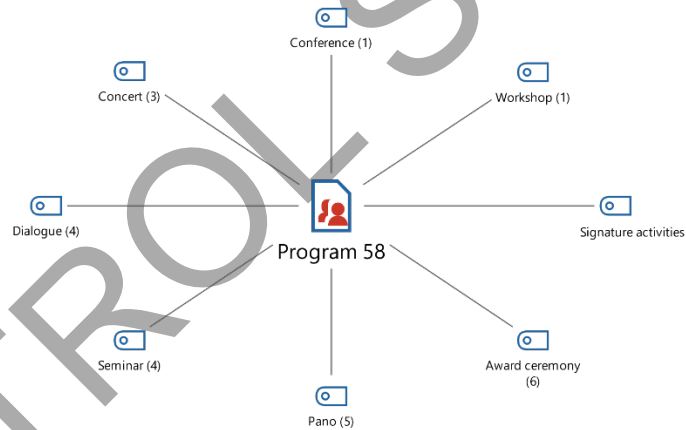 Conference (1)
Concert (3)
Workshop (1)
Dialogue (4)
Signature activities
Program 58
Seminar (4)
Award ceremony
(6)
Pano (5)
TROL S